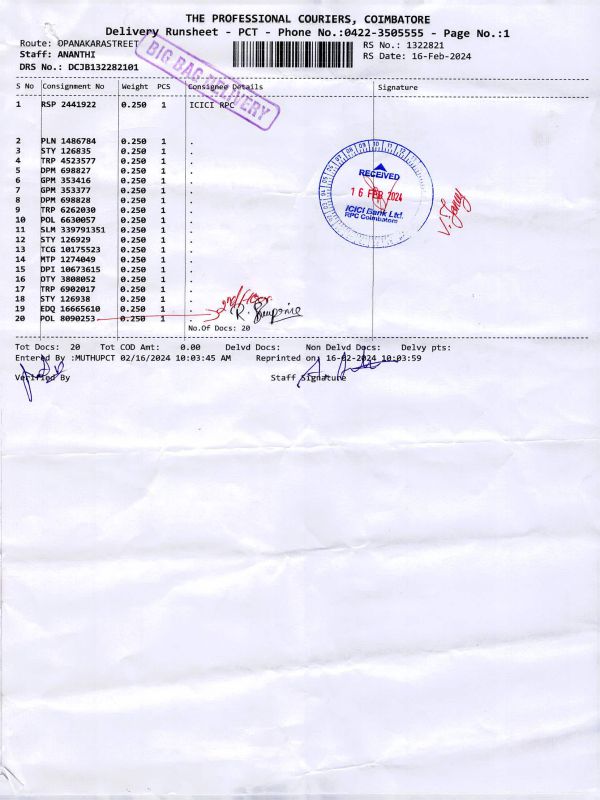 THE PROFESSIONAL COURIERS, COIMBATORE
Delivery Runsheet - PCT - Phone No.:0422-3505555 - Page No.:1
Route: OPANAKARASTREET RS No.: 1322821
Staff: ANANTHI RS Date: 16-Feb-2024
DRS No.: DCJB132282101
BIG BAG DELIVERY
S No Consignment No Weight PCS Consignee Details Signature
1 RSP 2441922 0.250 1 ICICI RPC
2 PLN 1486784 0.250 1 .
3 STY 126835 0.250 1 .
4 TRP 4523577 0.250 1 .
5 DPM 698827 0.250 1 .
6 GPM 353416 0.250 1 .
7 GPM 353377 0.250 1 .
8 DPM 698828 0.250 1 .
9 TRP 6262030 0.250 1 .
10 POL 6630057 0.250 1 .
11 SLM 339791351 0.250 1 .
12 STY 126929 0.250 1 .
13 TCG 10175523 0.250 1 .
14 MTP 1274049 0.250 1 .
15 DPI 10673615 0.250 1 .
16 OTY 3808052 0.250 1 .
17 TRP 6902017 0.250 1 .
18 STY 126938 0.250 1 .
19 EDQ 16665610 0.250 1 .
20 POL 8090253 0.250 1 .
RECEIVED
16 FEB 2024
ICICI Bank Ltd.
RPC Coimbatore
No.Of Docs: 20
Tot Docs: 20 Tot COD Amt: 0.00 Delvd Docs: Non Delvd Docs: Delvy pts:
Entered By :MUTHUPCT 02/16/2024 10:03:45 AM Reprinted on 16-02-2024 10:03:59
Verified By Staff Signature